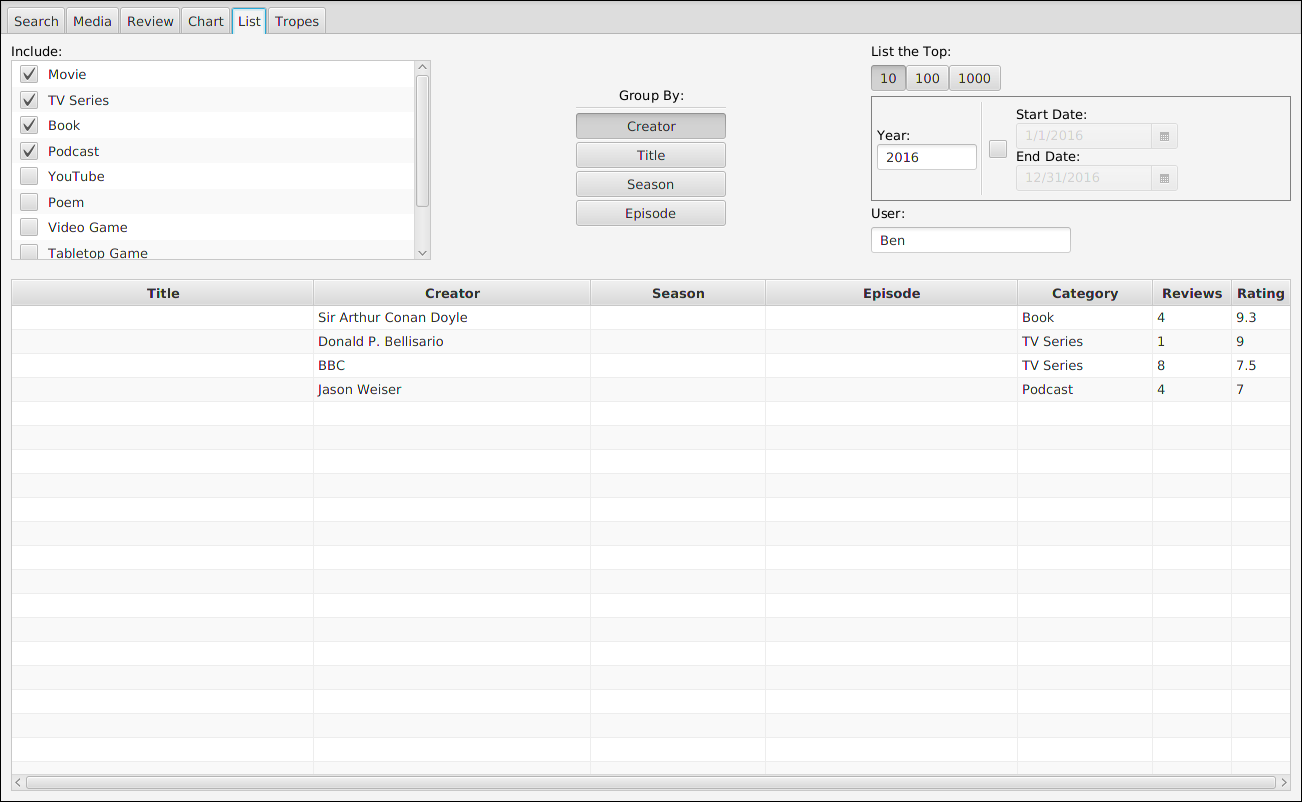 Search Media Review Chart List Tropes
Include:
Movie
TV Series
Book
Podcast
YouTube
Poem
Video Game
Tabletop Game
Group By:
Creator
Title
Season
Episode
List the Top:
10 100 1000
Year:
2016
Start Date:
1/1/2016
End Date:
12/31/2016
User:
Ben
Title Creator Season Episode Category Reviews Rating
Sir Arthur Conan Doyle Book 4 9.3
Donald P. Bellisario TV Series 1 9
BBC TV Series 8 7.5
Jason Weiser Podcast 4 7